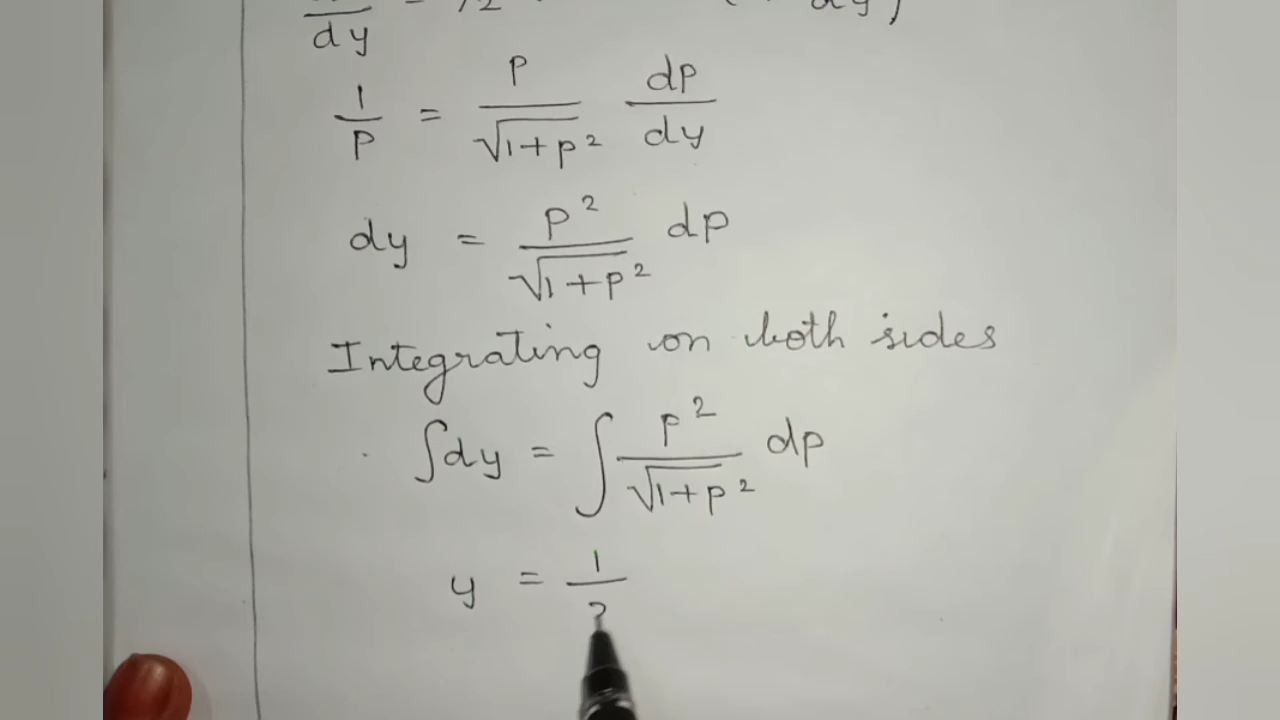 dy
1/P = P/√1+p² dp/dy
dy = p²/√1+p² dp
Integrating on both sides
∫dy = ∫ p²/√1+p² dp
y = 1/